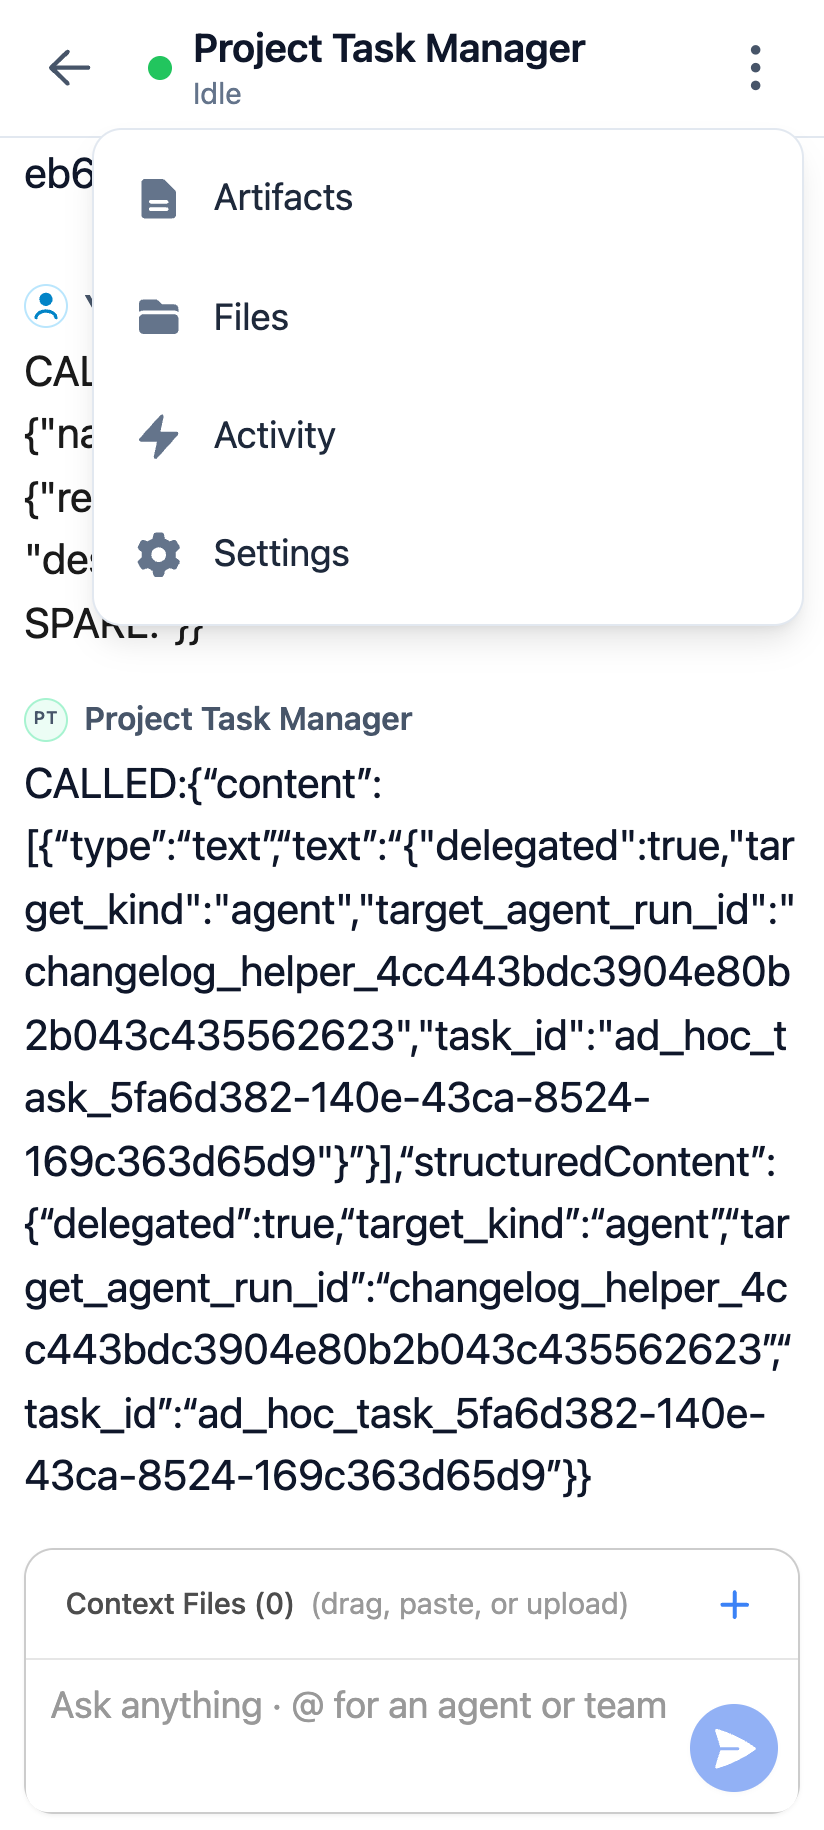 Project Task Manager
Idle
eb6
Artifacts
Files
Activity
Settings
CAL
{"na
{"re
"des
SPARE."}}
PT
Project Task Manager
CALLED:{“content”:
[{“type”:“text”,“text”:“{"delegated":true,"tar
get_kind":"agent","target_agent_run_id":"
changelog_helper_4cc443bdc3904e80b
2b043c435562623","task_id":"ad_hoc_t
ask_5fa6d382-140e-43ca-8524-
169c363d65d9"}”}],“structuredContent”:
{“delegated”:true,“target_kind”:“agent”,“tar
get_agent_run_id”:“changelog_helper_4c
c443bdc3904e80b2b043c435562623”,“
task_id”:“ad_hoc_task_5fa6d382-140e-
43ca-8524-169c363d65d9”}}
Context Files (0) (drag, paste, or upload)
Ask anything · @ for an agent or team